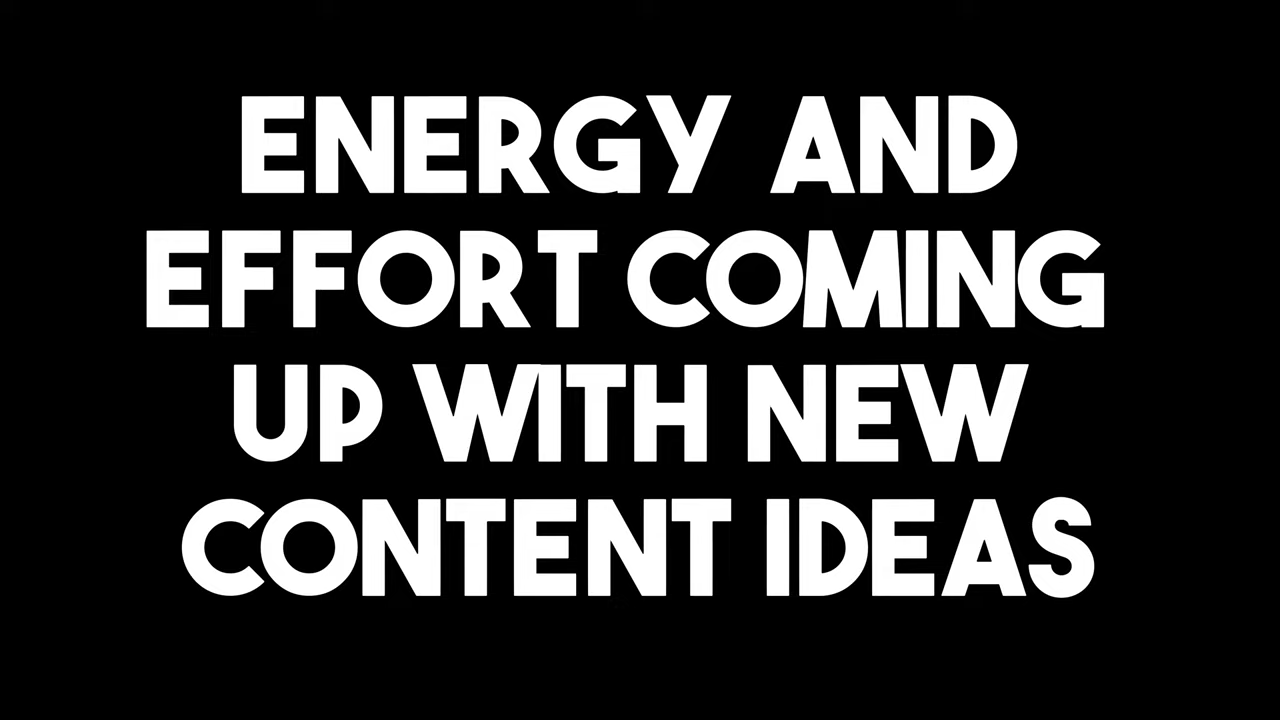 ENERGY AND
EFFORT COMING
UP WITH NEW
CONTENT IDEAS